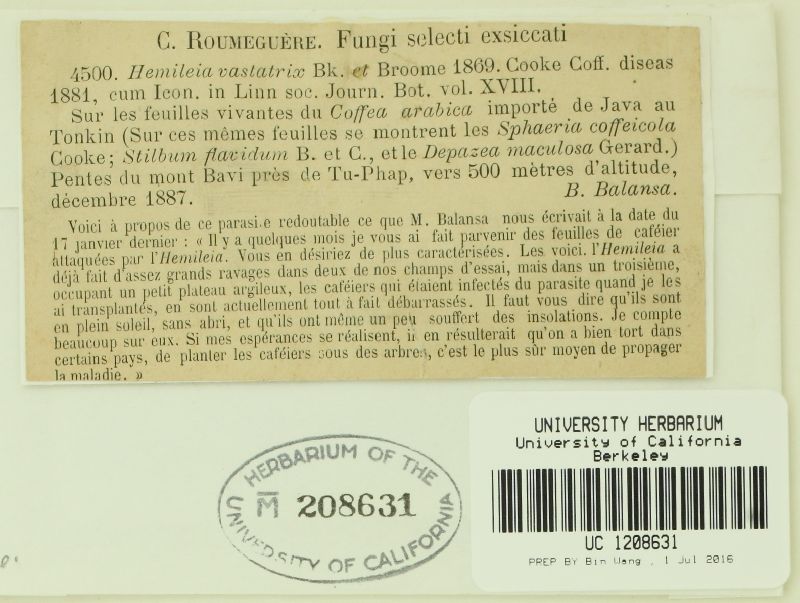 C. ROUMEGUÈRE. Fungi selecti exsiccati
4500. Hemileia vastatrix Bk. et Broome 1869. Cooke Coff. diseas
1881, cum Icon. in Linn soc. Journ. Bot. vol. XVIII.
Sur les feuilles vivantes du Coffea arabica importé de Java au
Tonkin (Sur ces mêmes feuilles se montrent les Sphaeria coffeicola
Cooke; Stilbum flavidum B. et C., et le Depazea maculosa Gerard.)
Pentes du mont Bavi près de Tu-Phap, vers 500 mètres d'altitude,
décembre 1887. B. Balansa.
Voici à propos de ce parasi.e redoutable ce que M. Balansa nous écrivait à la date du
17 janvier dernier : « Il y a quelques mois je vous ai fait parvenir des feuilles de caféier
attaquées par l'Hemileia. Vous en désiriez de plus caractérisées. Les voici. l'Hemileia a
déjà fait d'assez grands ravages dans deux de nos champs d'essai, mais dans un troisième,
occupant un petit plateau argileux, les caféiers qui étaient infectés du parasite quand je les
ai transplantés, en sont actuellement tout à fait débarrassés. Il faut vous dire qu'ils sont
en plein soleil, sans abri, et qu'ils ont même un peu souffert des insolations. Je compte
beaucoup sur eux. Si mes espérances se réalisent, il en résulterait qu'on a bien tort dans
certains pays, de planter les caféiers sous des arbres, c'est le plus sûr moyen de propager
la maladie. »
HERBARIUM OF THE
M 208631
UNIVERSITY OF CALIFORNIA
UNIVERSITY HERBARIUM
University of California
Berkeley
UC 1208631
PREP BY Bin Wang , 1 Jul 2016